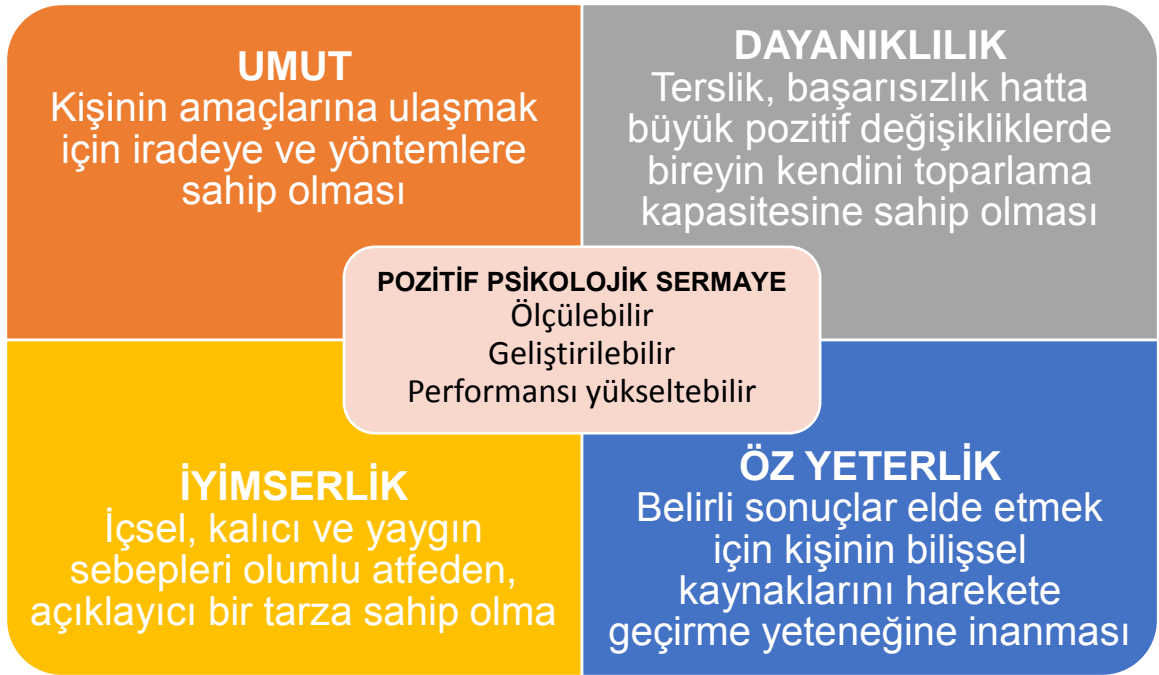 UMUT
Kişinin amaçlarına ulaşmak
için iradeye ve yöntemlere
sahip olması
DAYANIKLILIK
Terslik, başarısızlık hatta
büyük pozitif değişikliklerde
bireyin kendini toparlama
kapasitesine sahip olması
POZİTİF PSİKOLOJİK SERMAYE
Ölçülebilir
Geliştirilebilir
Performansı yükseltebilir
İYİMSERLİK
İçsel, kalıcı ve yaygın
sebepleri olumlu atfeden,
açıklayıcı bir tarza sahip olma
ÖZ YETERLİK
Belirli sonuçlar elde etmek
için kişinin bilişsel
kaynaklarını harekete
geçirme yeteneğine inanması